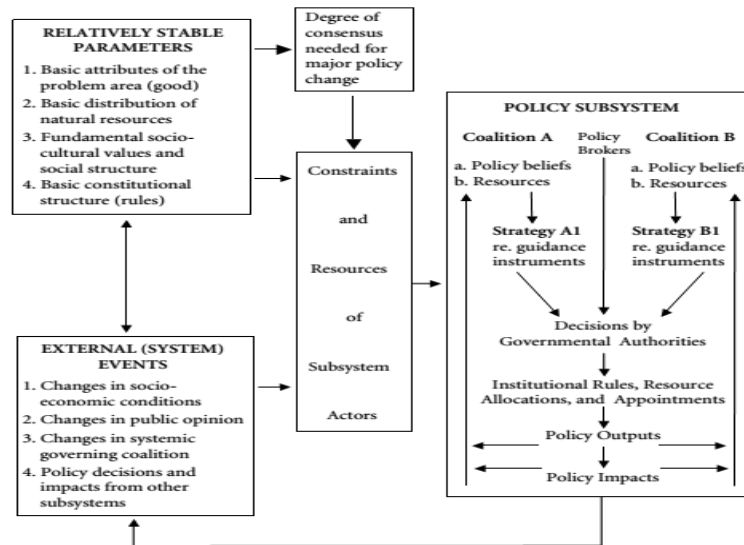 RELATIVELY STABLE
PARAMETERS
1. Basic attributes of the
problem area (good)
2. Basic distribution of
natural resources
3. Fundamental socio-
cultural values and
social structure
4. Basic constitutional
structure (rules)
Degree of
consensus
needed for
major policy
change
EXTERNAL (SYSTEM)
EVENTS
1. Changes in socio-
economic conditions
2. Changes in public opinion
3. Changes in systemic
governing coalition
4. Policy decisions and
impacts from other
subsystems
Constraints
and
Resources
of
Subsystem
Actors
POLICY SUBSYSTEM
Coalition A
a. Policy beliefs
b. Resources
Strategy A1
re. guidance
instruments
Policy
Brokers
Coalition B
a. Policy beliefs
b. Resources
Strategy B1
re. guidance
instruments
Decisions by
Governmental Authorities
Institutional Rules, Resource
Allocations, and Appointments
Policy Outputs
Policy Impacts